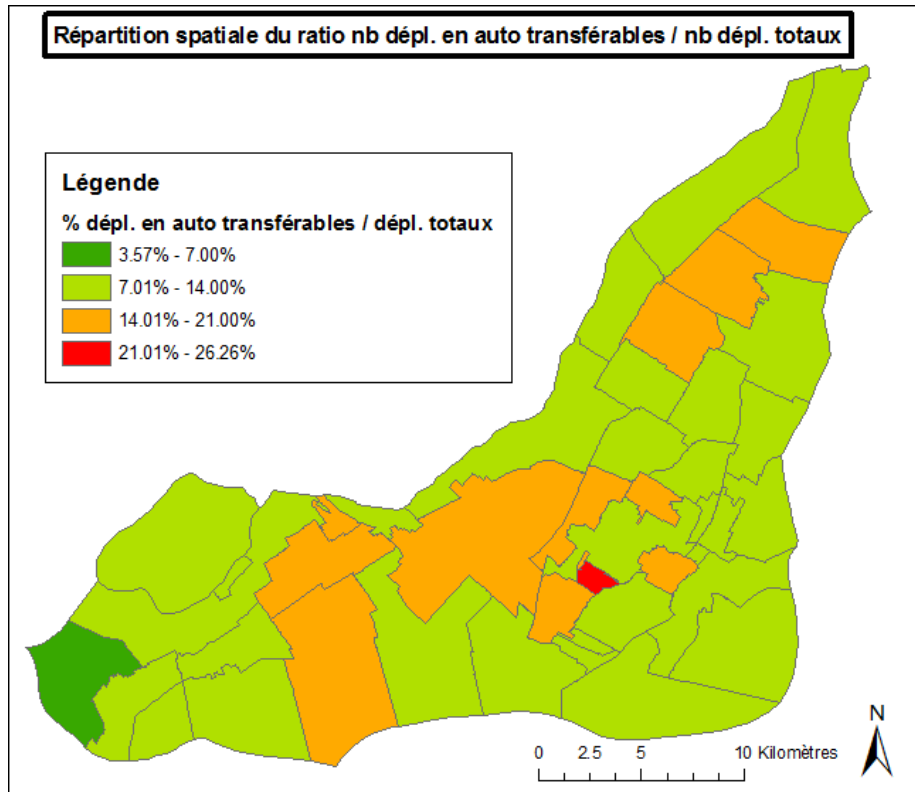 Répartition spatiale du ratio nb dépl. en auto transférables / nb dépl. totaux
Légende
% dépl. en auto transférables / dépl. totaux
3.57% - 7.00%
7.01% - 14.00%
14.01% - 21.00%
21.01% - 26.26%
N
0 2.5 5 10 Kilomètres